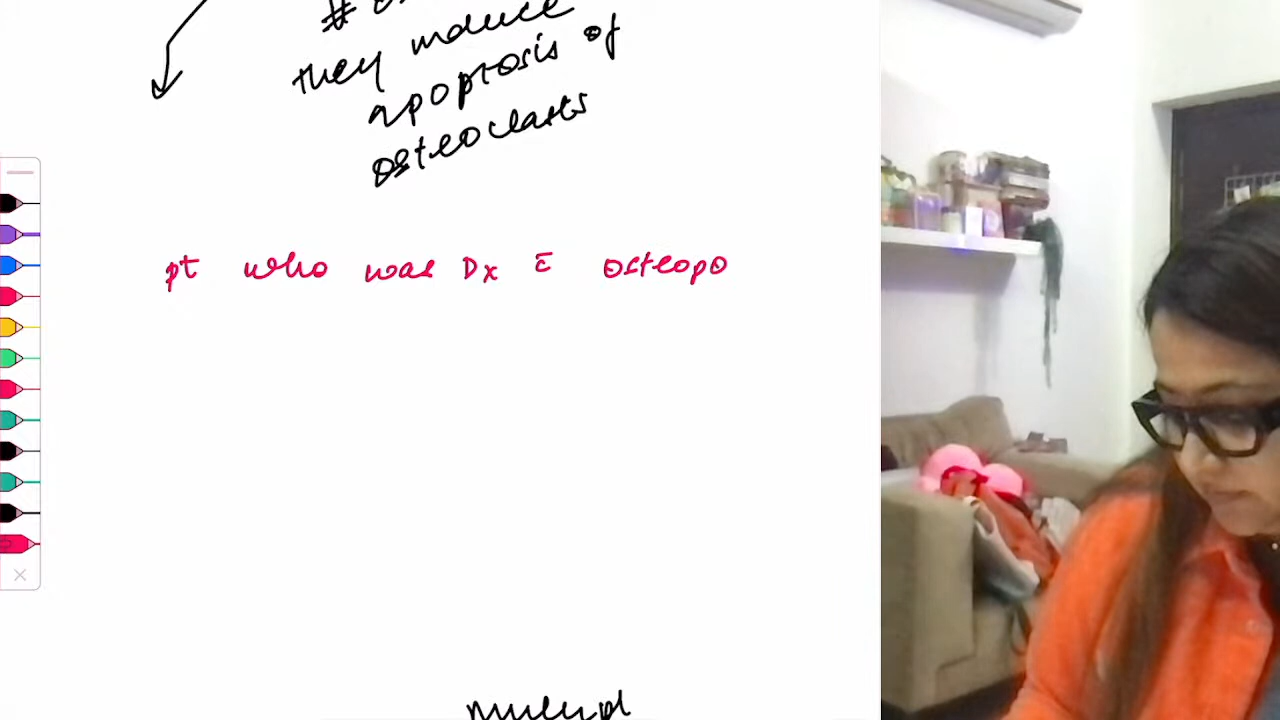 #
they induce
apoptosis of
osteoclasts
pt who was Dx c̄ osteopo